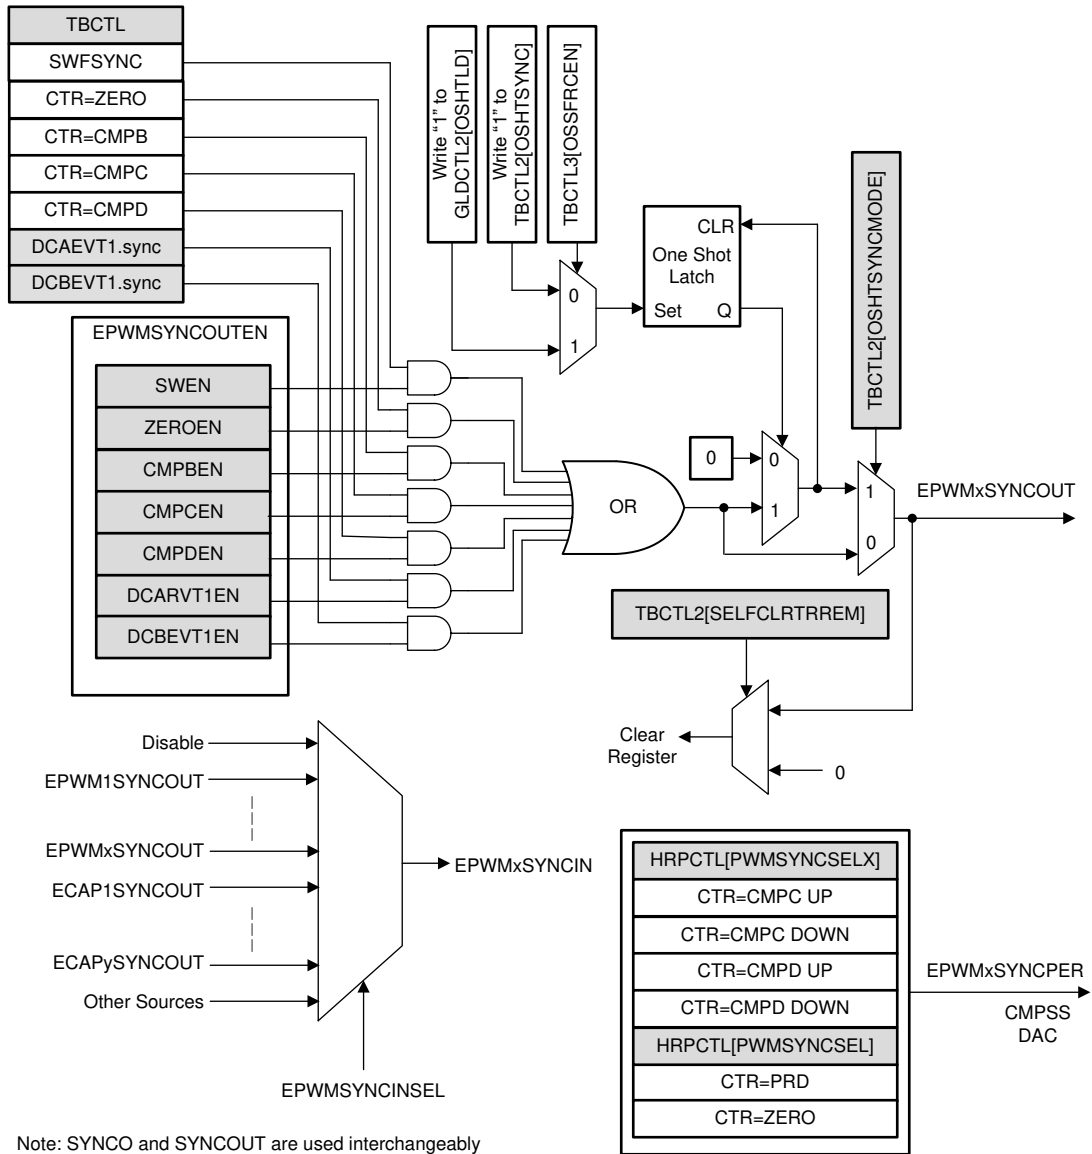 TBCTL
SWFSYNC
CTR=ZERO
CTR=CMPB
CTR=CMPC
CTR=CMPD
DCAEVT1.sync
DCBEVT1.sync
EPWMSYNCOUTEN
SWEN
ZEROEN
CMPBEN
CMPCEN
CMPDEN
DCARVT1EN
DCBEVT1EN
Write “1” to
GLDCTL2[OSHTLD]
Write “1” to
TBCTL2[OSHTSYNC]
TBCTL3[OSSFRCEN]
0
1
CLR
One Shot
Latch
Set Q
TBCTL2[OSHTSYNCMODE]
OR
0
0
1
1
0
EPWMxSYNCOUT
TBCTL2[SELFCLRTRREM]
Clear
Register
0
Disable
EPWM1SYNCOUT
EPWMxSYNCOUT
ECAP1SYNCOUT
ECAPySYNCOUT
Other Sources
EPWMxSYNCIN
EPWMSYNCINSEL
HRPCTL[PWMSYNCSELX]
CTR=CMPC UP
CTR=CMPC DOWN
CTR=CMPD UP
CTR=CMPD DOWN
HRPCTL[PWMSYNCSEL]
CTR=PRD
CTR=ZERO
EPWMxSYNCPER
CMPSS
DAC
Note: SYNCO and SYNCOUT are used interchangeably